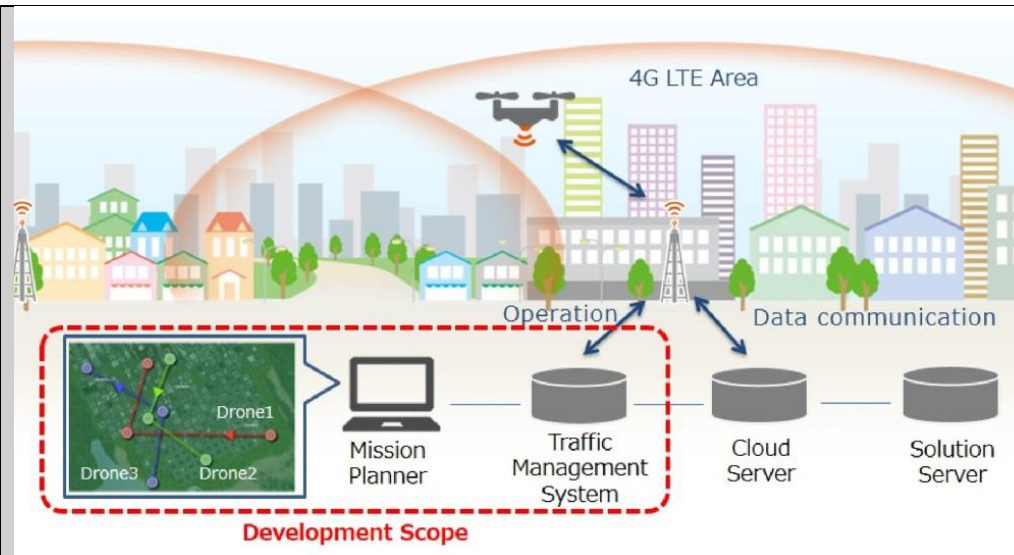 4G LTE Area
Operation
Data communication
Drone1
Drone3
Drone2
Mission
Planner
Traffic
Management
System
Cloud
Server
Solution
Server
Development Scope